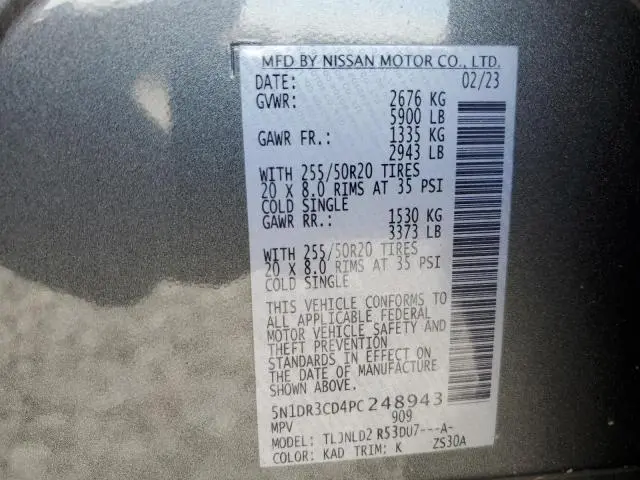 MFD BY NISSAN MOTOR CO., LTD.
DATE: 02/23
GVWR: 2676 KG
5900 LB
GAWR FR.: 1335 KG
2943 LB
WITH 255/50R20 TIRES
20 X 8.0 RIMS AT 35 PSI
COLD SINGLE
GAWR RR.: 1530 KG
3373 LB
WITH 255/50R20 TIRES
20 X 8.0 RIMS AT 35 PSI
COLD SINGLE
THIS VEHICLE CONFORMS TO
ALL APPLICABLE FEDERAL
MOTOR VEHICLE SAFETY AND
THEFT PREVENTION
STANDARDS IN EFFECT ON
THE DATE OF MANUFACTURE
SHOWN ABOVE.
5N1DR3CD4PC248943
MPV 909
MODEL: TLJNLD2 R53DU7---A-
COLOR: KAD TRIM: K ZS30A